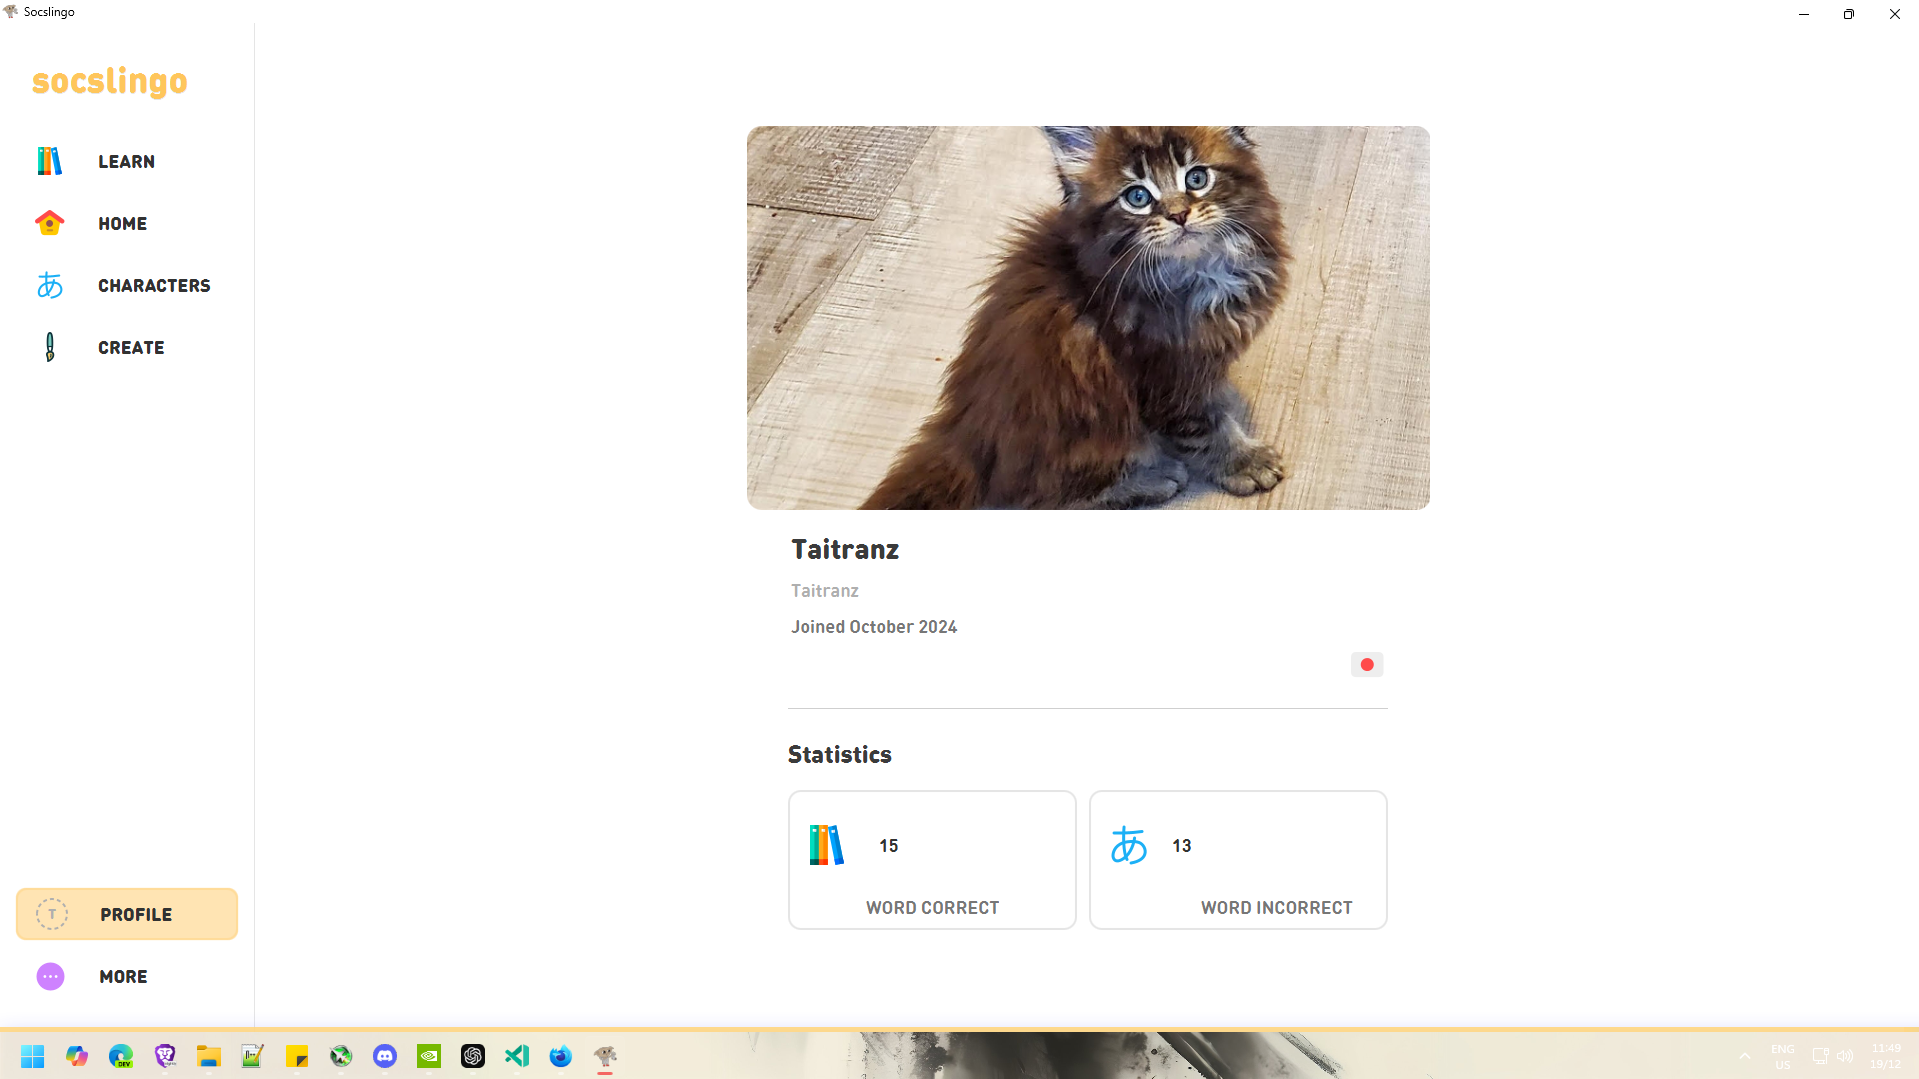 Socslingo
socslingo
LEARN
HOME
あ
CHARACTERS
CREATE
Taitranz
Taitranz
Joined October 2024
Statistics
15
WORD CORRECT
あ
13
WORD INCORRECT
T
PROFILE
MORE
DEV
ENG
US
11:49
19/12